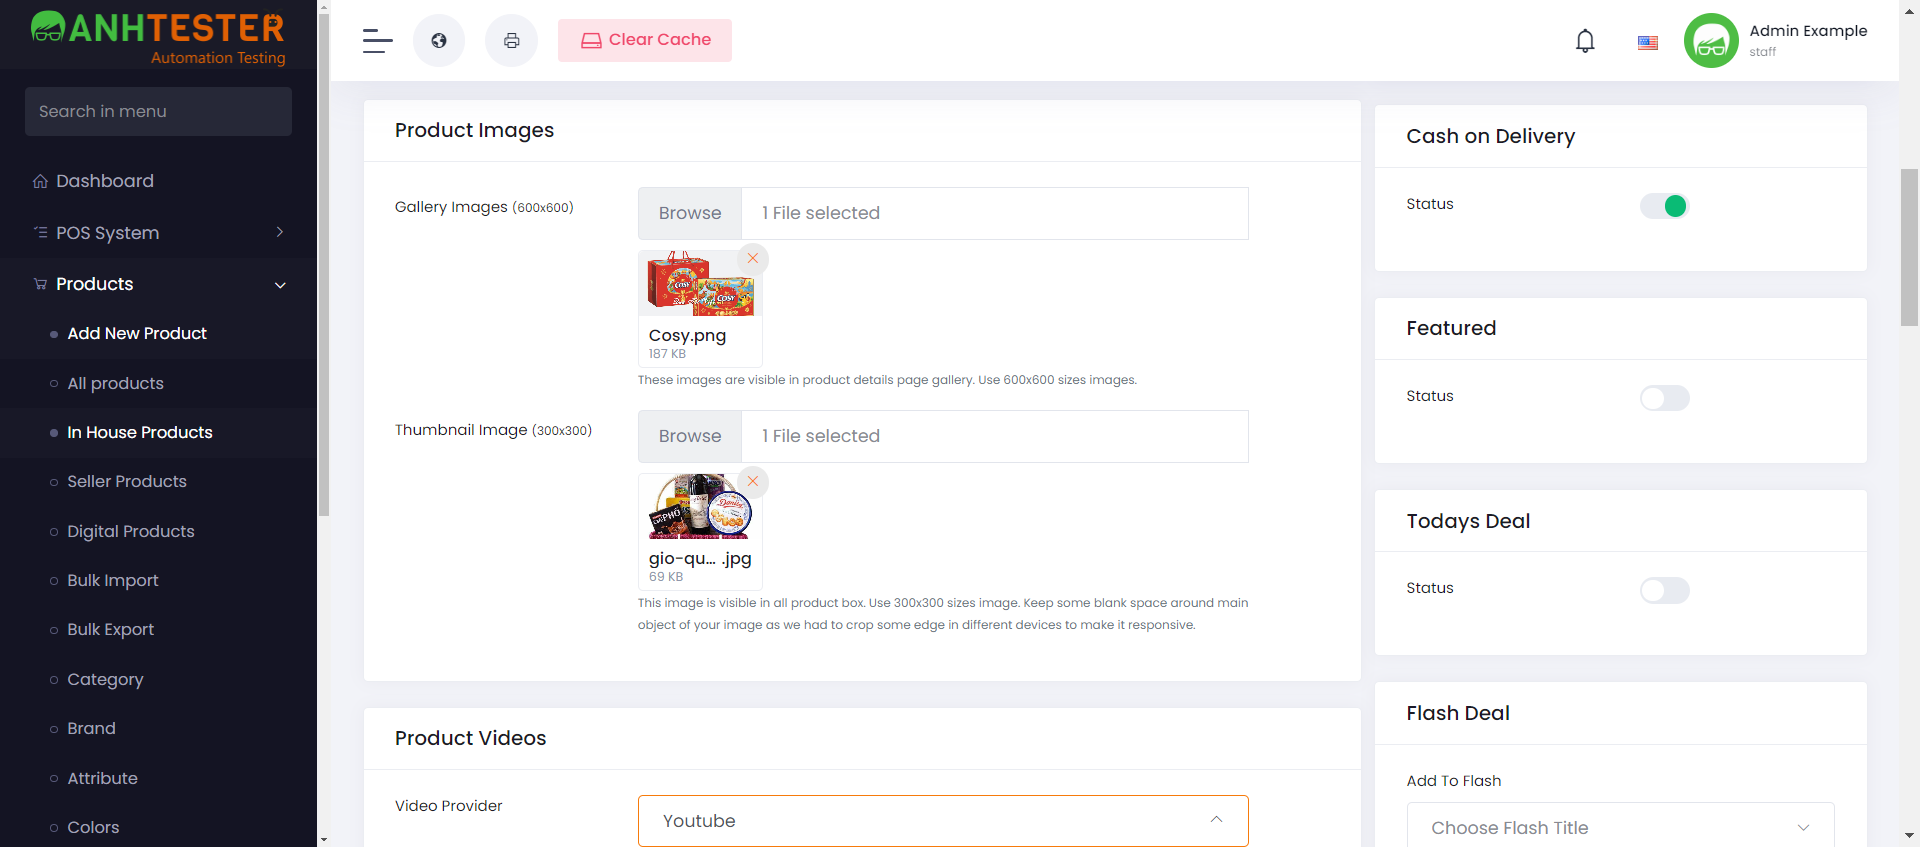 ANHTESTER
Automation Testing
Search in menu
Dashboard
POS System
Products
Add New Product
All products
In House Products
Seller Products
Digital Products
Bulk Import
Bulk Export
Category
Brand
Attribute
Colors
Clear Cache
Admin Example
staff
Product Images
Gallery Images (600x600)
Browse
1 File selected
COSY
COSY
Cosy.png
187 KB
These images are visible in product details page gallery. Use 600x600 sizes images.
Thumbnail Image (300x300)
Browse
1 File selected
Danisa
gio-qu... .jpg
69 KB
This image is visible in all product box. Use 300x300 sizes image. Keep some blank space around main
object of your image as we had to crop some edge in different devices to make it responsive.
Product Videos
Video Provider
Youtube
Cash on Delivery
Status
Featured
Status
Todays Deal
Status
Flash Deal
Add To Flash
Choose Flash Title